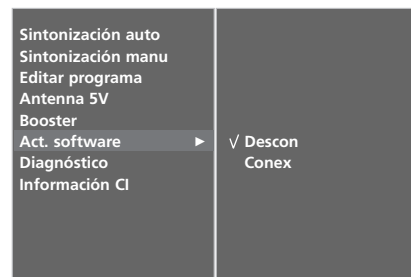 Sintonización auto
Sintonización manu
Editar programa
Antenna 5V
Booster
Act. software ►
√ Descon
Conex
Diagnóstico
Información CI